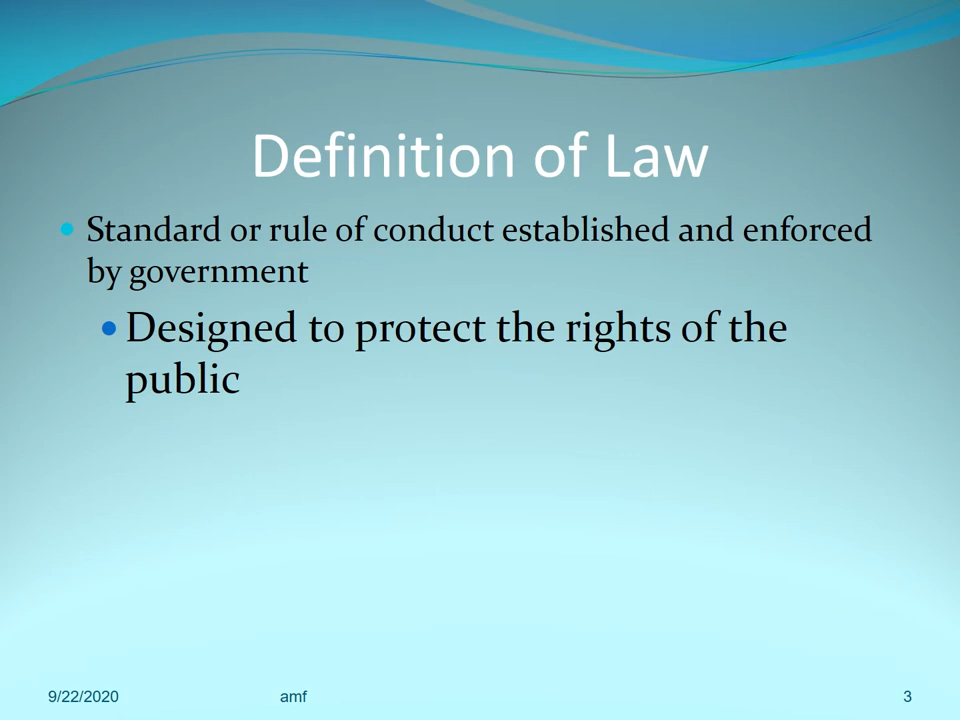 Definition of Law
• Standard or rule of conduct established and enforced
by government
• Designed to protect the rights of the
public
9/22/2020 amf 3